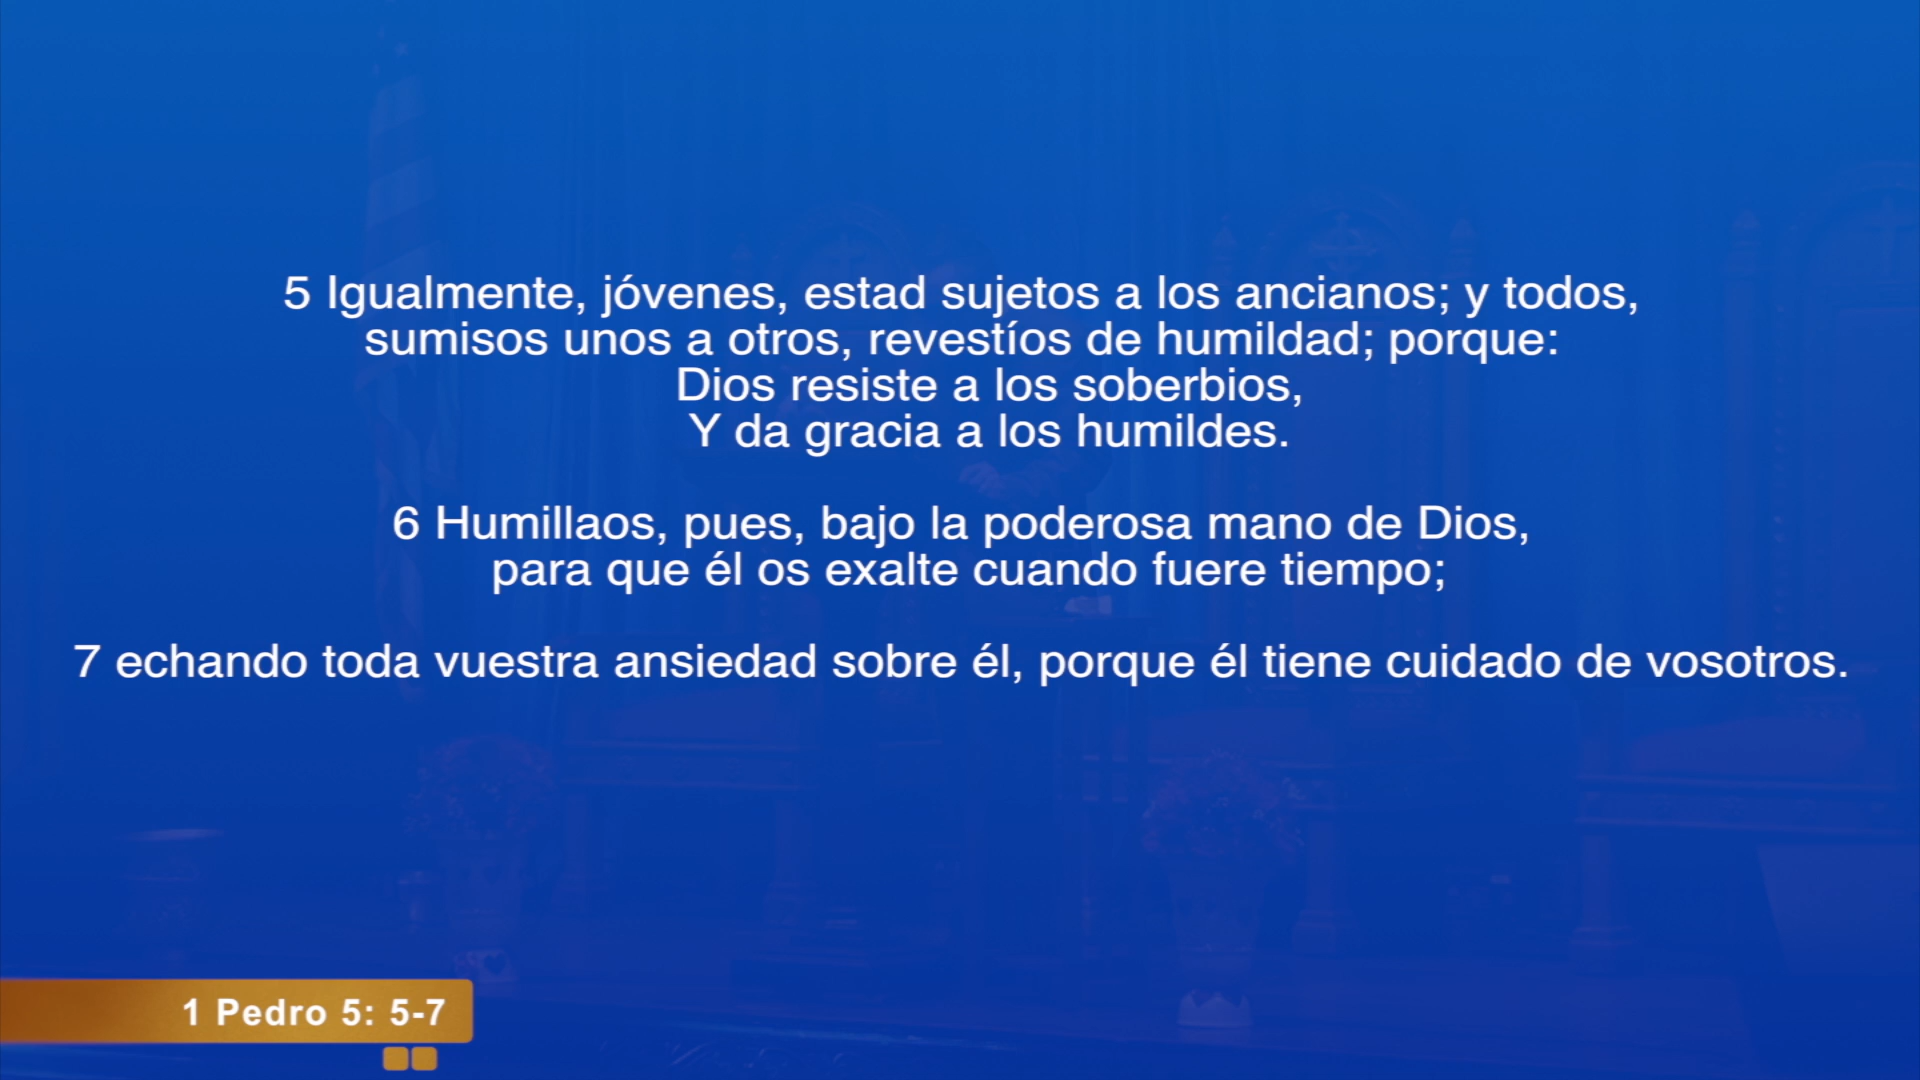 5 Igualmente, jóvenes, estad sujetos a los ancianos; y todos,
sumisos unos a otros, revestíos de humildad; porque:
Dios resiste a los soberbios,
Y da gracia a los humildes.
6 Humillaos, pues, bajo la poderosa mano de Dios,
para que él os exalte cuando fuere tiempo;
7 echando toda vuestra ansiedad sobre él, porque él tiene cuidado de vosotros.
1 Pedro 5: 5-7